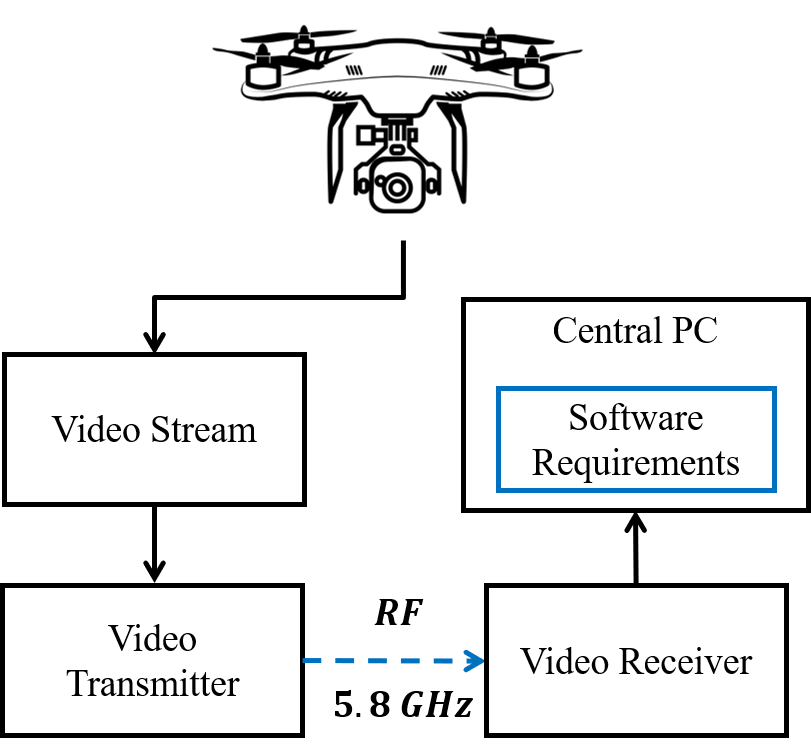 Video Stream
Central PC
Software
Requirements
Video
Transmitter
RF
5.8 GHz
Video Receiver